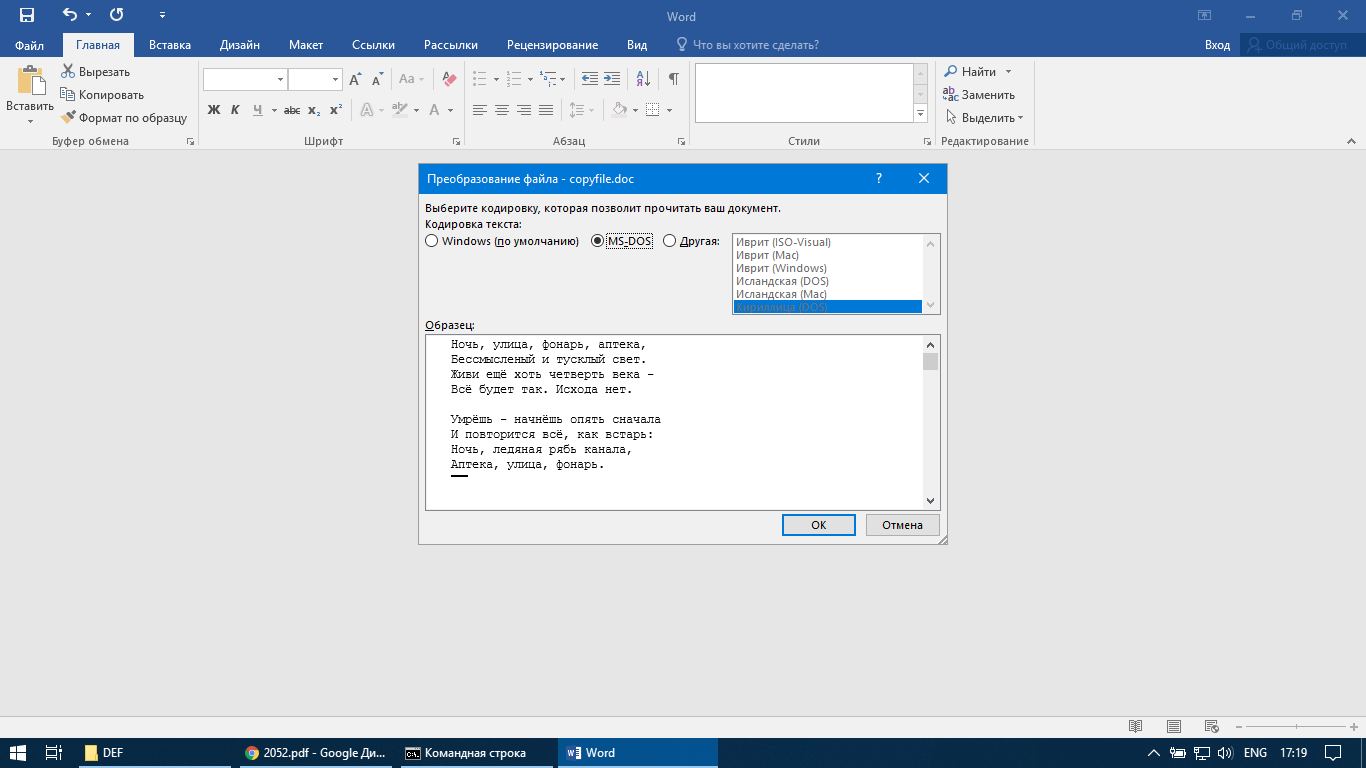 Word
Файл
Главная
Вставка
Дизайн
Макет
Ссылки
Рассылки
Рецензирование
Вид
Что вы хотите сделать?
Вход
Общий доступ
Вставить
Вырезать
Копировать
Формат по образцу
Буфер обмена
Aa
Ж К Ч abc x₂ x²
Шрифт
Абзац
Стили
Найти
Заменить
Выделить
Редактирование
Преобразование файла - copyfile.doc
Выберите кодировку, которая позволит прочитать ваш документ.
Кодировка текста:
Windows (по умолчанию)
MS-DOS
Другая:
Иврит (ISO-Visual)
Иврит (Mac)
Иврит (Windows)
Исландская (DOS)
Исландская (Mac)
Кириллица (DOS)
Образец:
Ночь, улица, фонарь, аптека,
Бессмысленый и тусклый свет.
Живи ещё хоть четверть века -
Всё будет так. Исхода нет.
Умрёшь - начнёшь опять сначала
И повторится всё, как встарь:
Ночь, ледяная рябь канала,
Аптека, улица, фонарь.
ОК
Отмена
DEF
2052.pdf - Google Ди...
Командная строка
Word
ENG
17:19